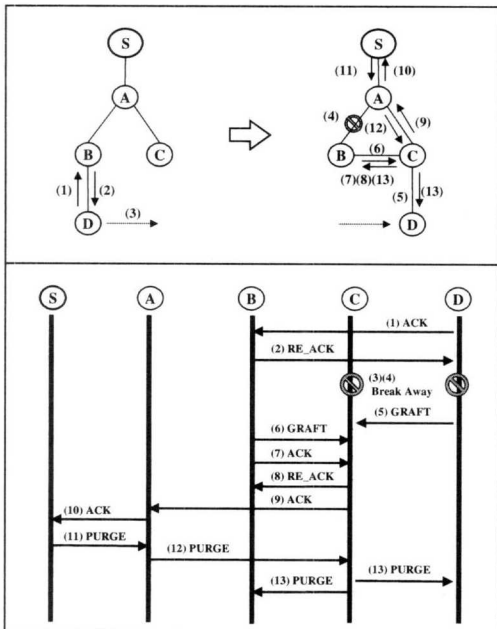 S
S
(11)
(10)
A
A
(4)
(12)
(9)
B
C
B
(6)
C
(1)
(2)
(7)(8)(13)
(5)
(13)
D
(3)
D
S
A
B
C
D
(1) ACK
(2) RE_ACK
(3)(4)
Break Away
(5) GRAFT
(6) GRAFT
(7) ACK
(8) RE_ACK
(9) ACK
(10) ACK
(11) PURGE
(12) PURGE
(13) PURGE
(13) PURGE